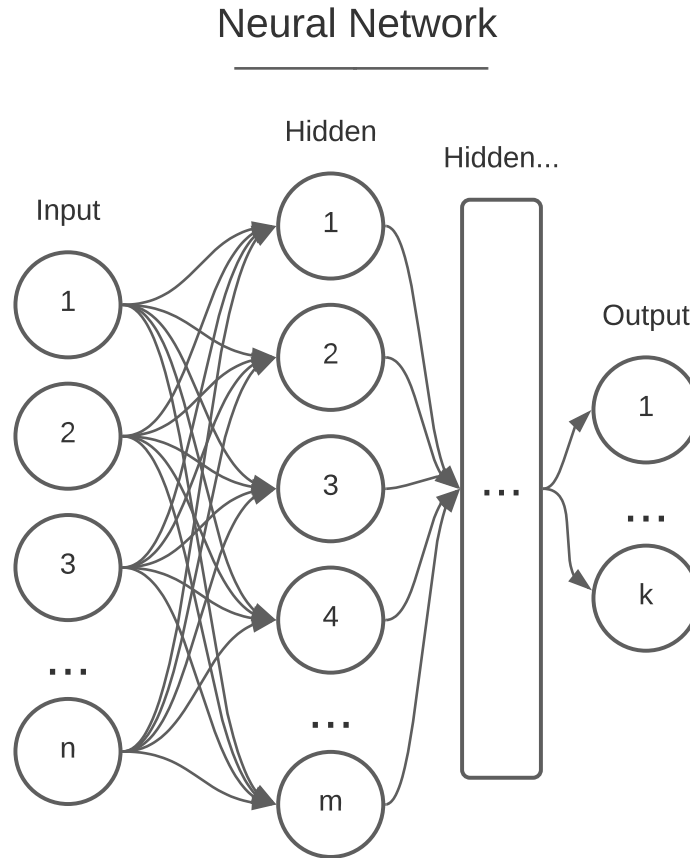 Neural Network
Hidden
Hidden...
Input
1
1
2
2
3
3
4
...
...
n
m
...
Output
1
...
k